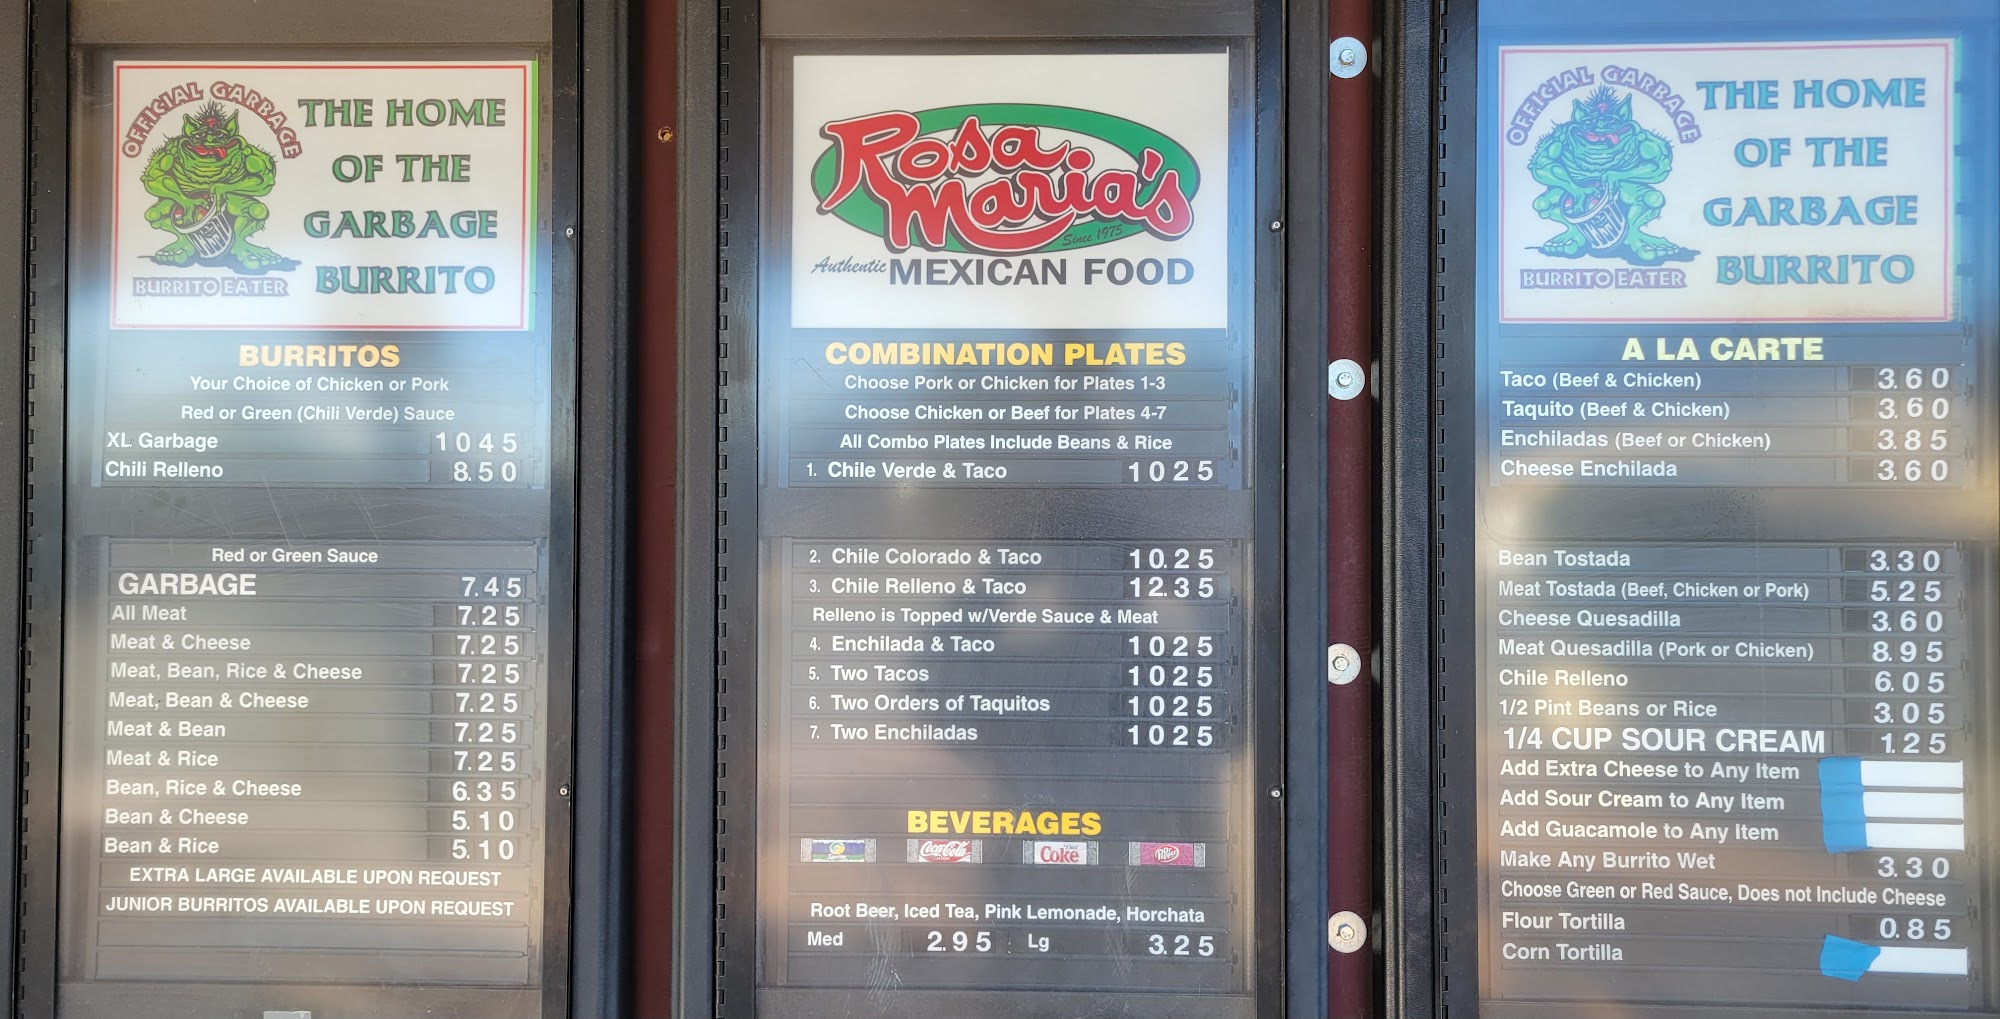 OFFICIAL GARBAGE
BURRITO EATER
THE HOME
OF THE
GARBAGE
BURRITO
BURRITOS
Your Choice of Chicken or Pork
Red or Green (Chili Verde) Sauce
XL Garbage 1045
Chili Relleno 8.50
Red or Green Sauce
GARBAGE 7.45
All Meat 7.25
Meat & Cheese 7.25
Meat, Bean, Rice & Cheese 7.25
Meat, Bean & Cheese 7.25
Meat & Bean 7.25
Meat & Rice 7.25
Bean, Rice & Cheese 6.35
Bean & Cheese 5.10
Bean & Rice 5.10
EXTRA LARGE AVAILABLE UPON REQUEST
JUNIOR BURRITOS AVAILABLE UPON REQUEST
Rosa
Maria's
Since 1975
Authentic MEXICAN FOOD
COMBINATION PLATES
Choose Pork or Chicken for Plates 1-3
Choose Chicken or Beef for Plates 4-7
All Combo Plates Include Beans & Rice
1. Chile Verde & Taco 1025
2. Chile Colorado & Taco 10.25
3. Chile Relleno & Taco 12.35
Relleno is Topped w/Verde Sauce & Meat
4. Enchilada & Taco 1025
5. Two Tacos 1025
6. Two Orders of Taquitos 1025
7. Two Enchiladas 1025
BEVERAGES
Sprite Coca-Cola Diet Coke Dr Pepper
Root Beer, Iced Tea, Pink Lemonade, Horchata
Med 2.95 Lg 3.25
OFFICIAL GARBAGE
BURRITO EATER
THE HOME
OF THE
GARBAGE
BURRITO
A LA CARTE
Taco (Beef & Chicken) 3.60
Taquito (Beef & Chicken) 3.60
Enchiladas (Beef or Chicken) 3.85
Cheese Enchilada 3.60
Bean Tostada 3.30
Meat Tostada (Beef, Chicken or Pork) 5.25
Cheese Quesadilla 3.60
Meat Quesadilla (Pork or Chicken) 8.95
Chile Relleno 6.05
1/2 Pint Beans or Rice 3.05
1/4 CUP SOUR CREAM 1.25
Add Extra Cheese to Any Item
Add Sour Cream to Any Item
Add Guacamole to Any Item
Make Any Burrito Wet 3.30
Choose Green or Red Sauce, Does not Include Cheese
Flour Tortilla 0.85
Corn Tortilla